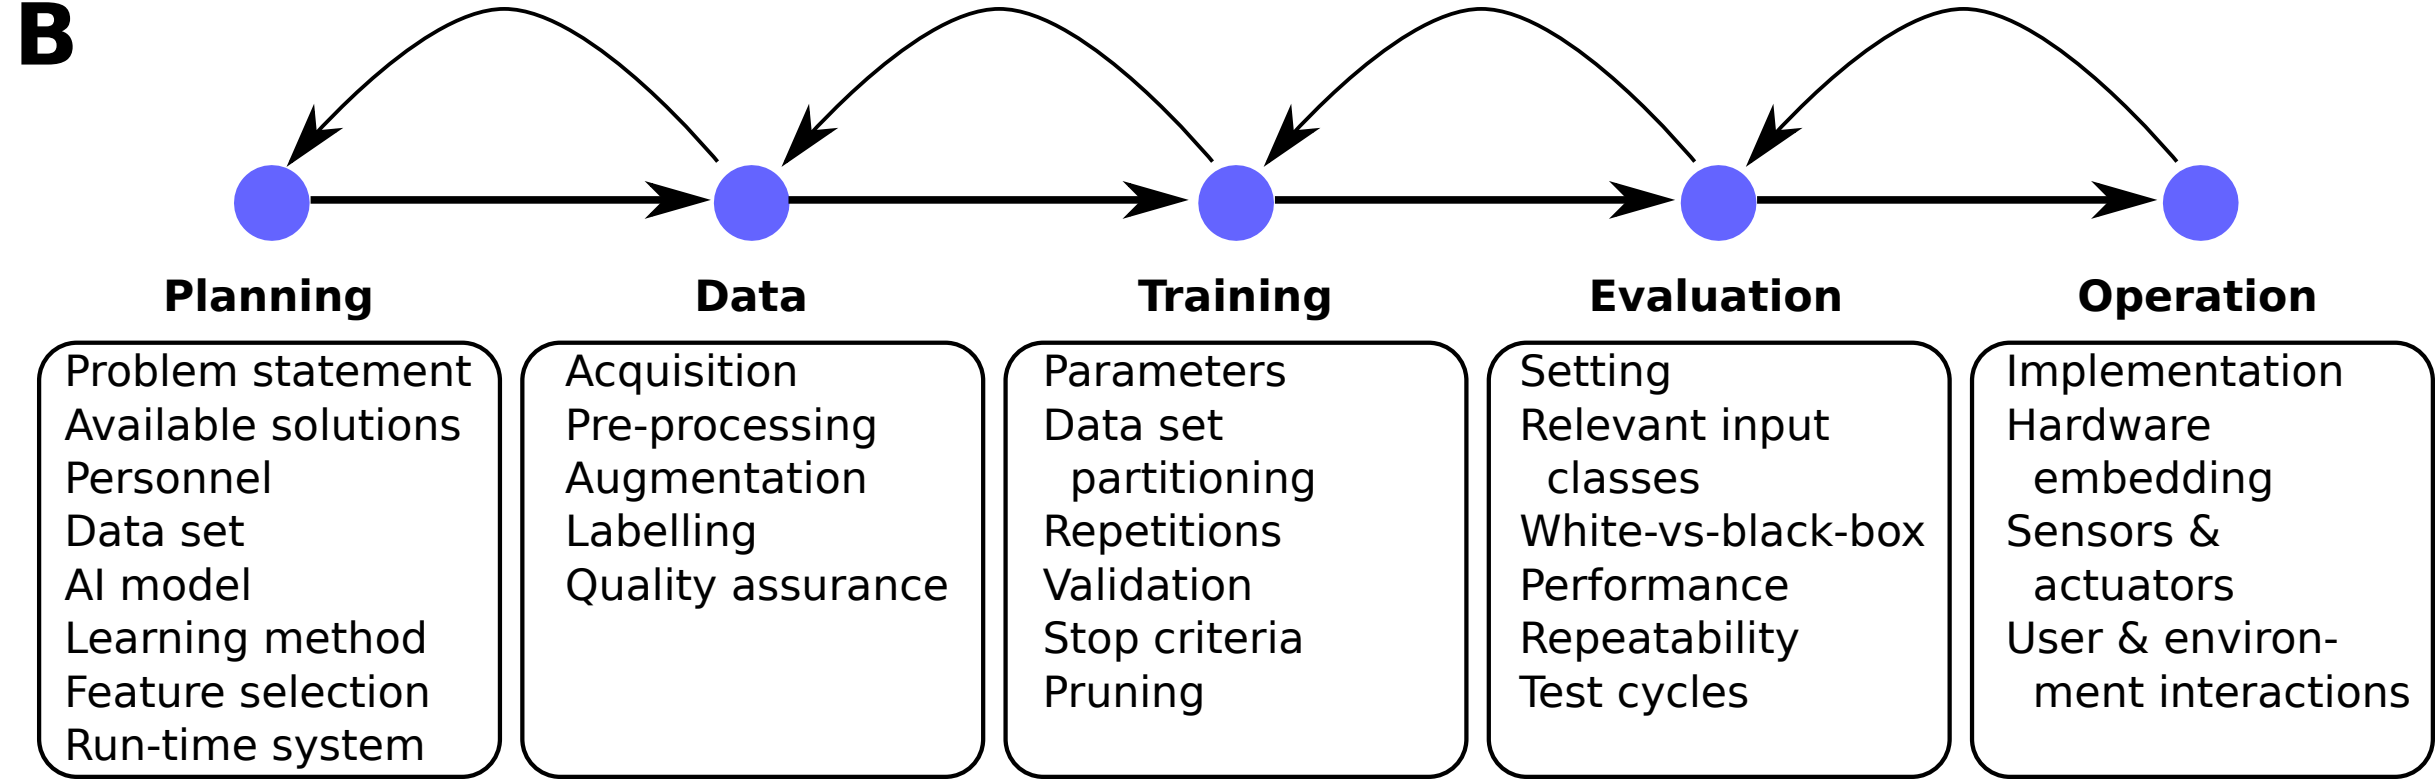 B
Planning
Data
Training
Evaluation
Operation
Problem statement
Available solutions
Personnel
Data set
AI model
Learning method
Feature selection
Run-time system
Acquisition
Pre-processing
Augmentation
Labelling
Quality assurance
Parameters
Data set
partitioning
Repetitions
Validation
Stop criteria
Pruning
Setting
Relevant input
classes
White-vs-black-box
Performance
Repeatability
Test cycles
Implementation
Hardware
embedding
Sensors &
actuators
User & environ-
ment interactions